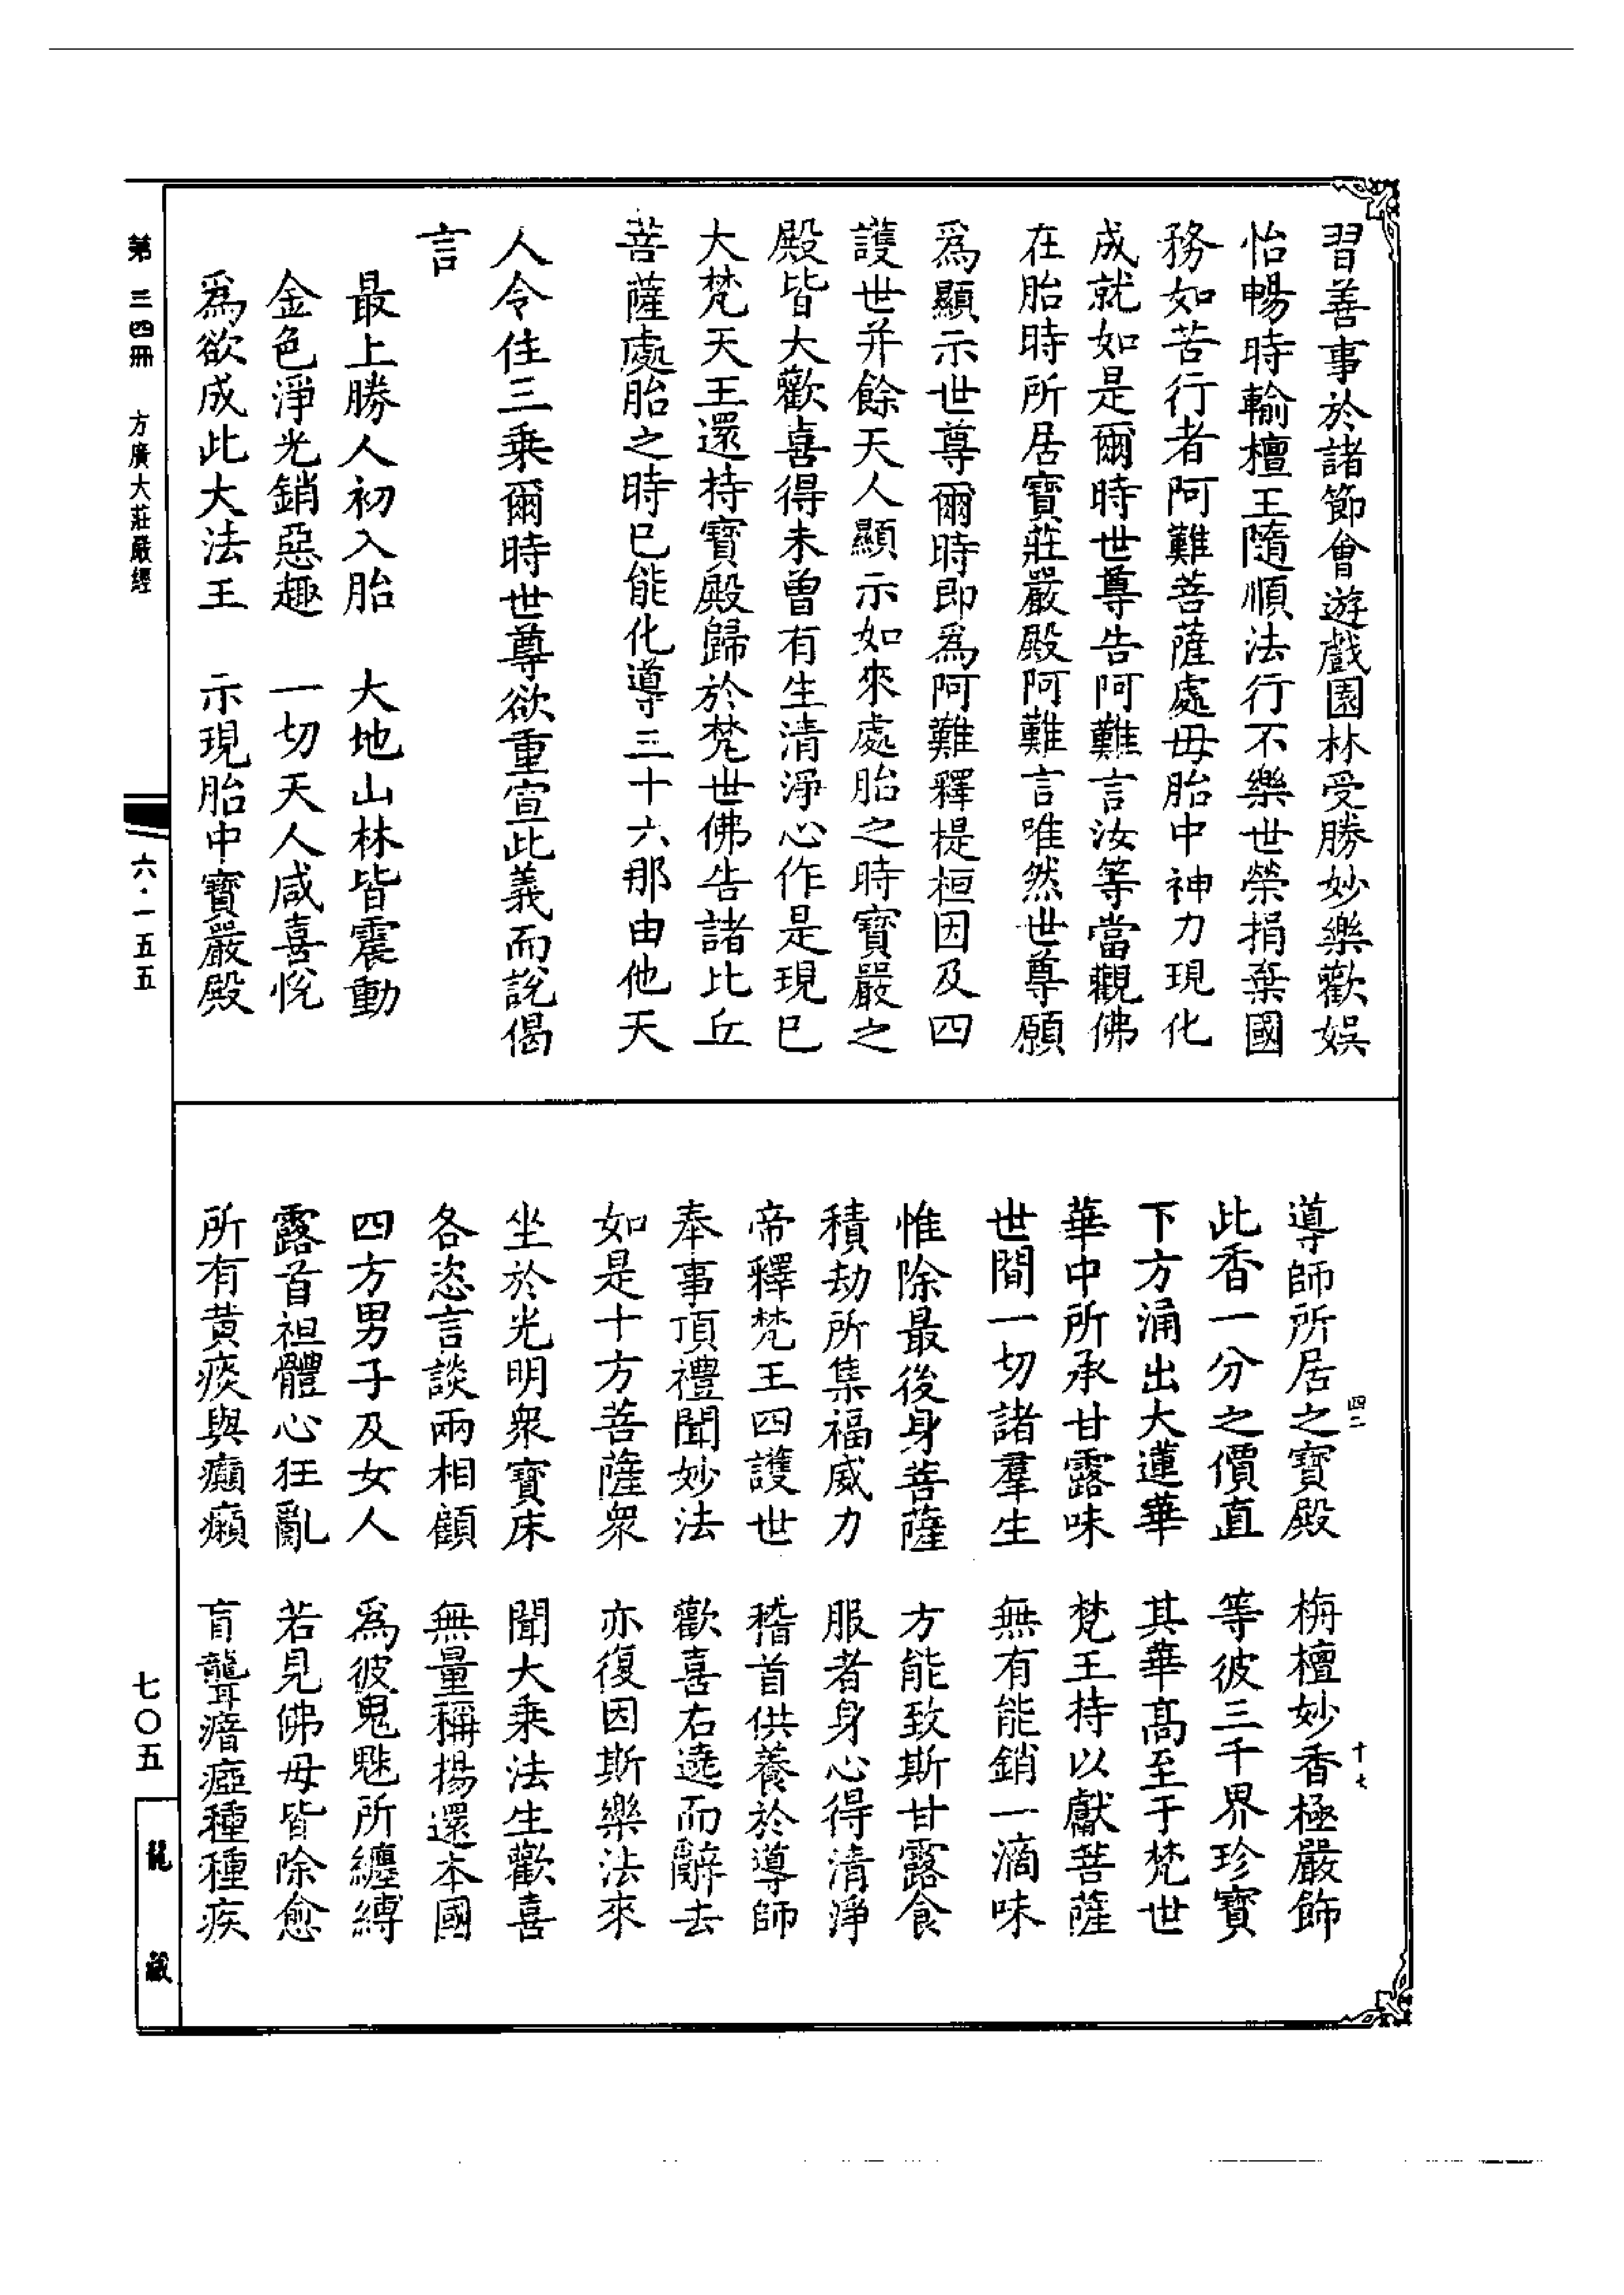 習善事於諸節會遊戲園林受勝妙樂歡娛
怡暢時輸檀王隨順法行不樂世榮捐棄國
務如苦行者阿難菩薩處毋胎中神力現化
成就如是爾時世尊告阿難言汝等當觀佛
在胎時所居寶莊嚴殿阿難言唯然世尊願
爲顯示世尊爾時即爲阿難釋提桓因及四
護世并餘天人顯示如來處胎之時寶嚴之
殿皆大歡喜得未曾有生清淨心作是現已
大梵天王還持寶殿歸於梵世佛告諸比丘
菩薩處胎之時已能化導三十六那由他天
人令住三乘爾時世尊欲重宣此義而說偈
言
最上勝人初入胎　大地山林皆震動
金色淨光銷惡趣　一切天人咸喜悅
爲欲成此大法王　示現胎中寶嚴殿
導師所居之寶殿　栴檀妙香極嚴飾
此香一分之價直　等彼三千界珍寶
下方涌出大蓮華　其華高至于梵世
華中所承甘露味　梵王持以獻菩薩
世間一切諸羣生　無有能銷一滴味
惟除最後身菩薩　方能致斯甘露食
積劫所集福威力　服者身心得清淨
帝釋梵王四護世　稽首供養於導師
奉事頂禮聞妙法　歡喜右遶而辭去
如是十方菩薩衆　亦復因斯樂法來
坐於光明衆寶床　聞大乘法生歡喜
各恣言談兩相顧　無量稱揚還本國
四方男子及女人　爲彼鬼魅所纏縛
露首袒體心狂亂　若見佛母皆除愈
所有黃痰與癲癩　盲聾瘖瘂種種疾
四二
十七
第三四冊　方廣大莊嚴經
六·一五五
七〇五
龍藏